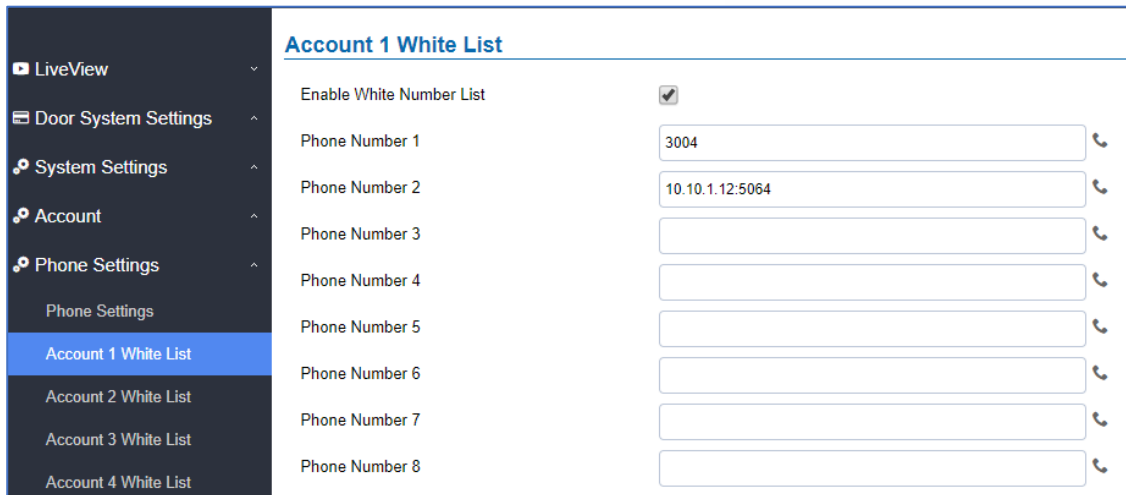 LiveView
Door System Settings
System Settings
Account
Phone Settings
Phone Settings
Account 1 White List
Account 2 White List
Account 3 White List
Account 4 White List
Account 1 White List
Enable White Number List
Phone Number 1 3004
Phone Number 2 10.10.1.12:5064
Phone Number 3
Phone Number 4
Phone Number 5
Phone Number 6
Phone Number 7
Phone Number 8